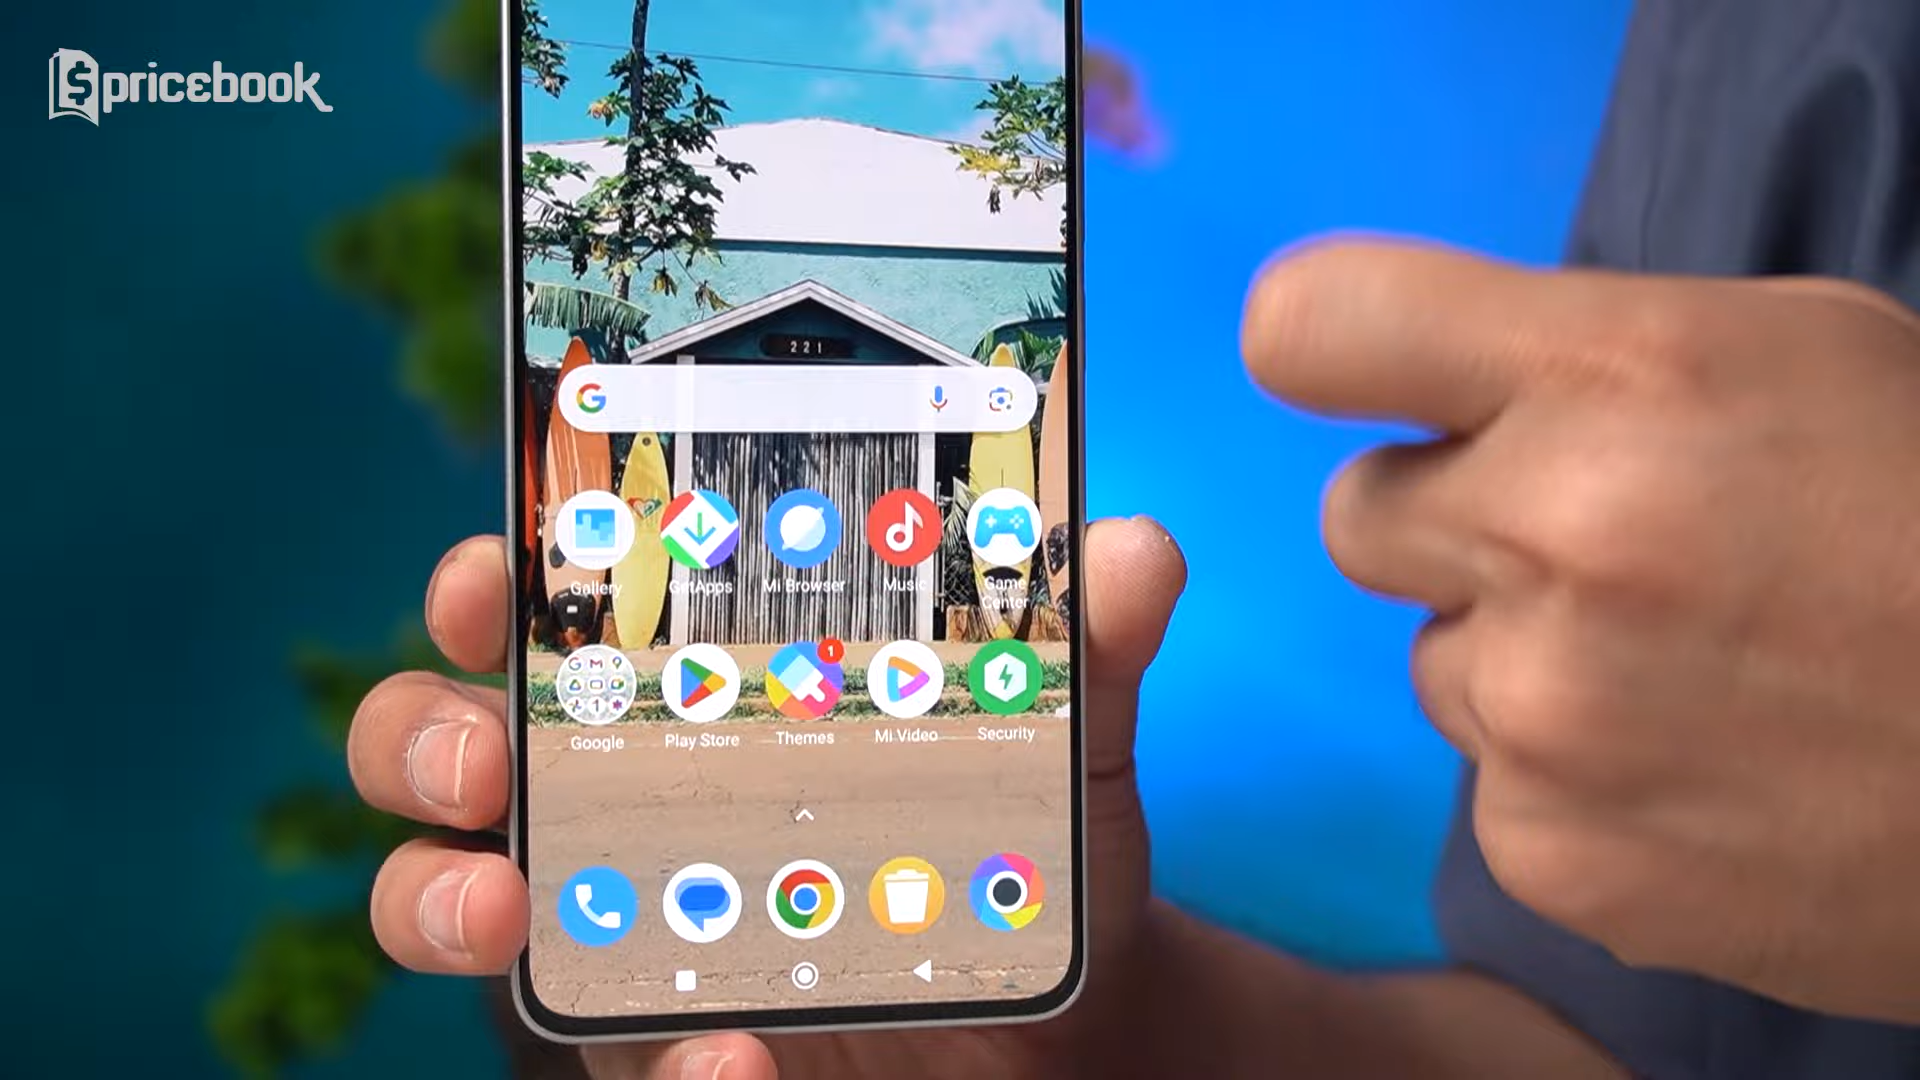 pricebook
221
Gallery
GetApps
Mi Browser
Music
Game
Center
1
Google
Play Store
Themes
Mi Video
Security